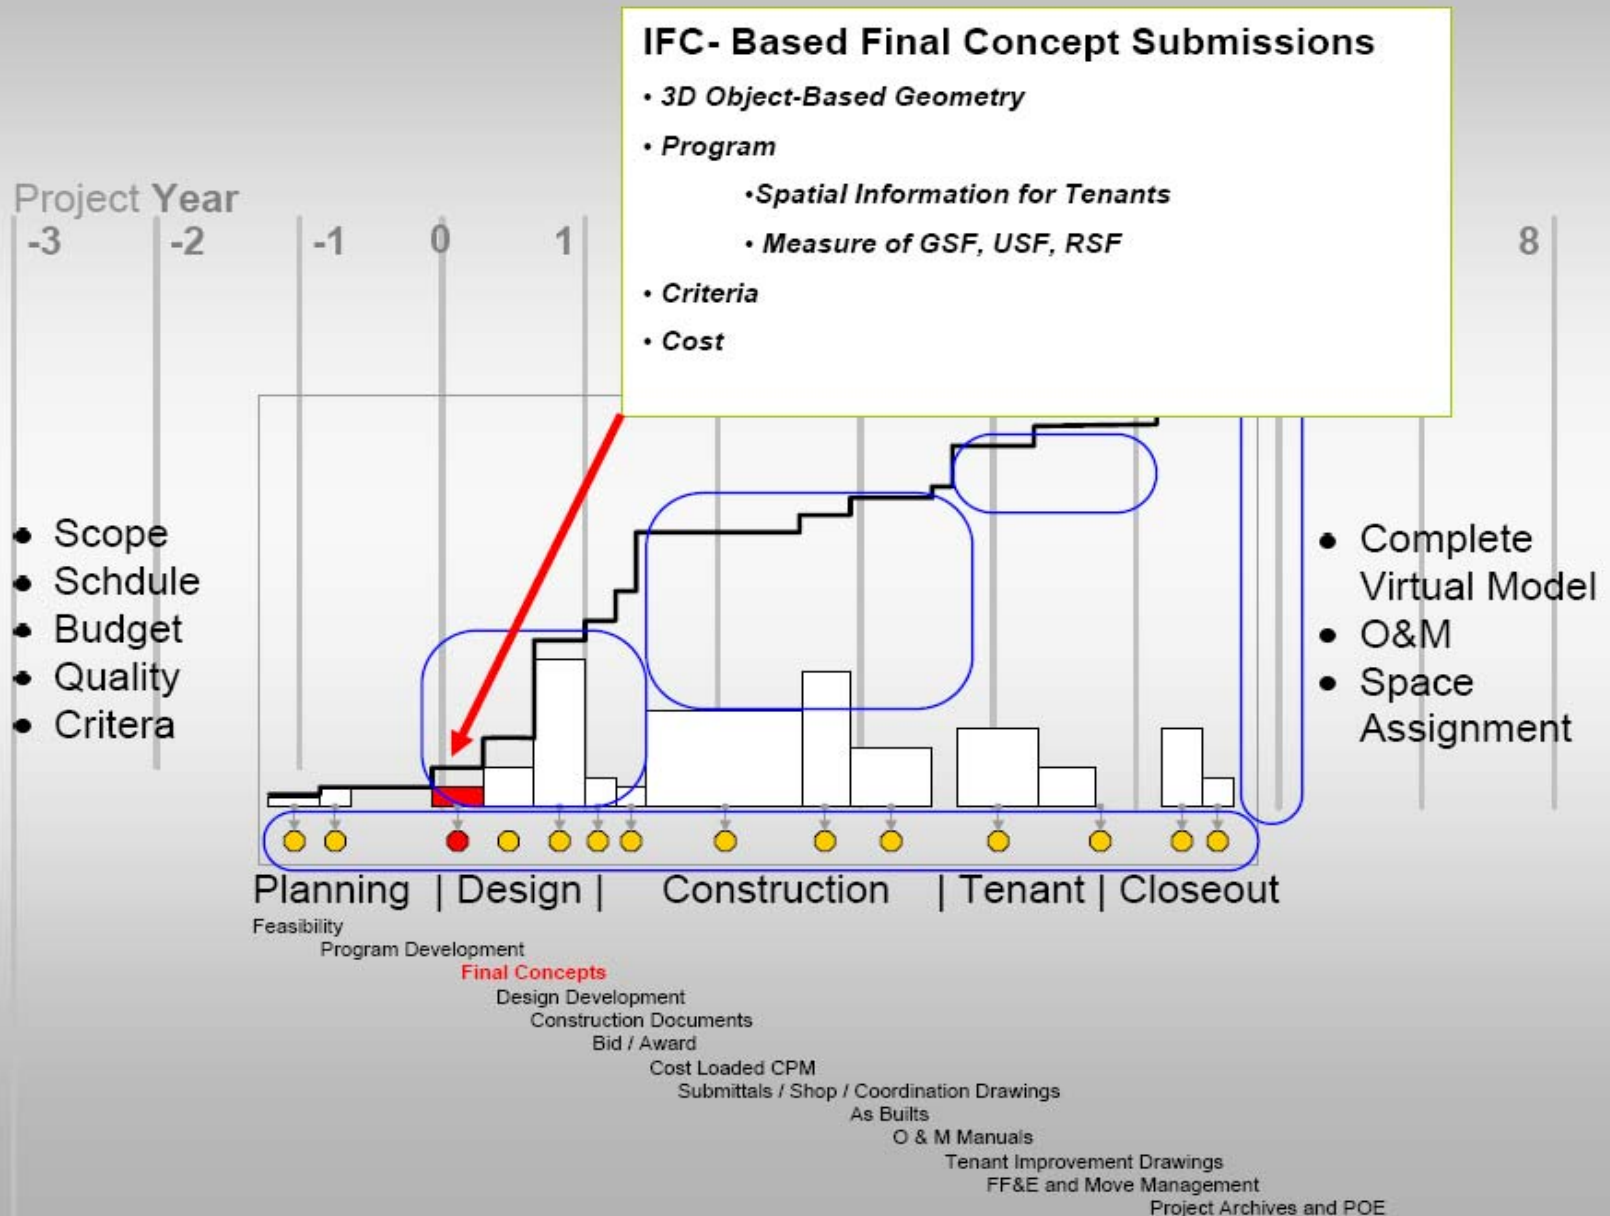 IFC- Based Final Concept Submissions
• 3D Object-Based Geometry
• Program
•Spatial Information for Tenants
• Measure of GSF, USF, RSF
• Criteria
• Cost
Project Year
-3 -2 -1 0 1 8
• Scope
• Schdule
• Budget
• Quality
• Critera
• Complete
Virtual Model
• O&M
• Space
Assignment
Planning | Design | Construction | Tenant | Closeout
Feasibility
Program Development
Final Concepts
Design Development
Construction Documents
Bid / Award
Cost Loaded CPM
Submittals / Shop / Coordination Drawings
As Builts
O & M Manuals
Tenant Improvement Drawings
FF&E and Move Management
Project Archives and POE